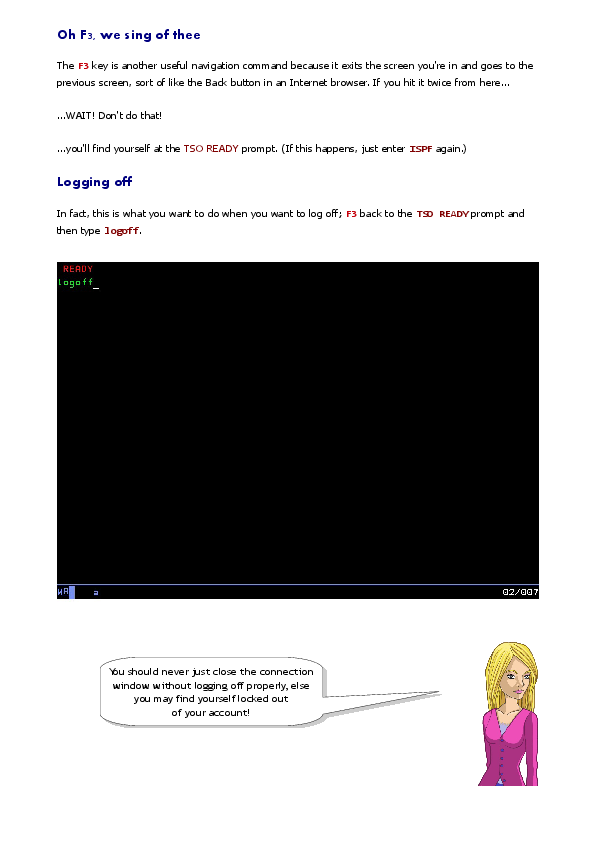 Oh F3, we sing of thee
The F3 key is another useful navigation command because it exits the screen you're in and goes to the
previous screen, sort of like the Back button in an Internet browser. If you hit it twice from here...
...WAIT! Don't do that!
...you'll find yourself at the TSO READY prompt. (If this happens, just enter ISPF again.)
Logging off
In fact, this is what you want to do when you want to log off; F3 back to the TSO READY prompt and
then type logoff.
READY
logoff_
a
02/007
You should never just close the connection
window without logging off properly, else
you may find yourself locked out
of your account!